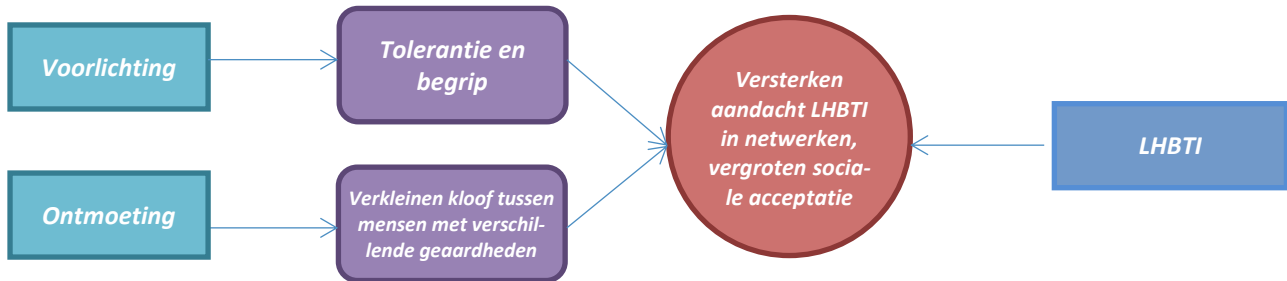 Voorlichting
Tolerantie en
begrip
Ontmoeting
Verkleinen kloof tussen
mensen met verschil-
lende geaardheden
Versterken
aandacht LHBTI
in netwerken,
vergroten socia-
le acceptatie
LHBTI